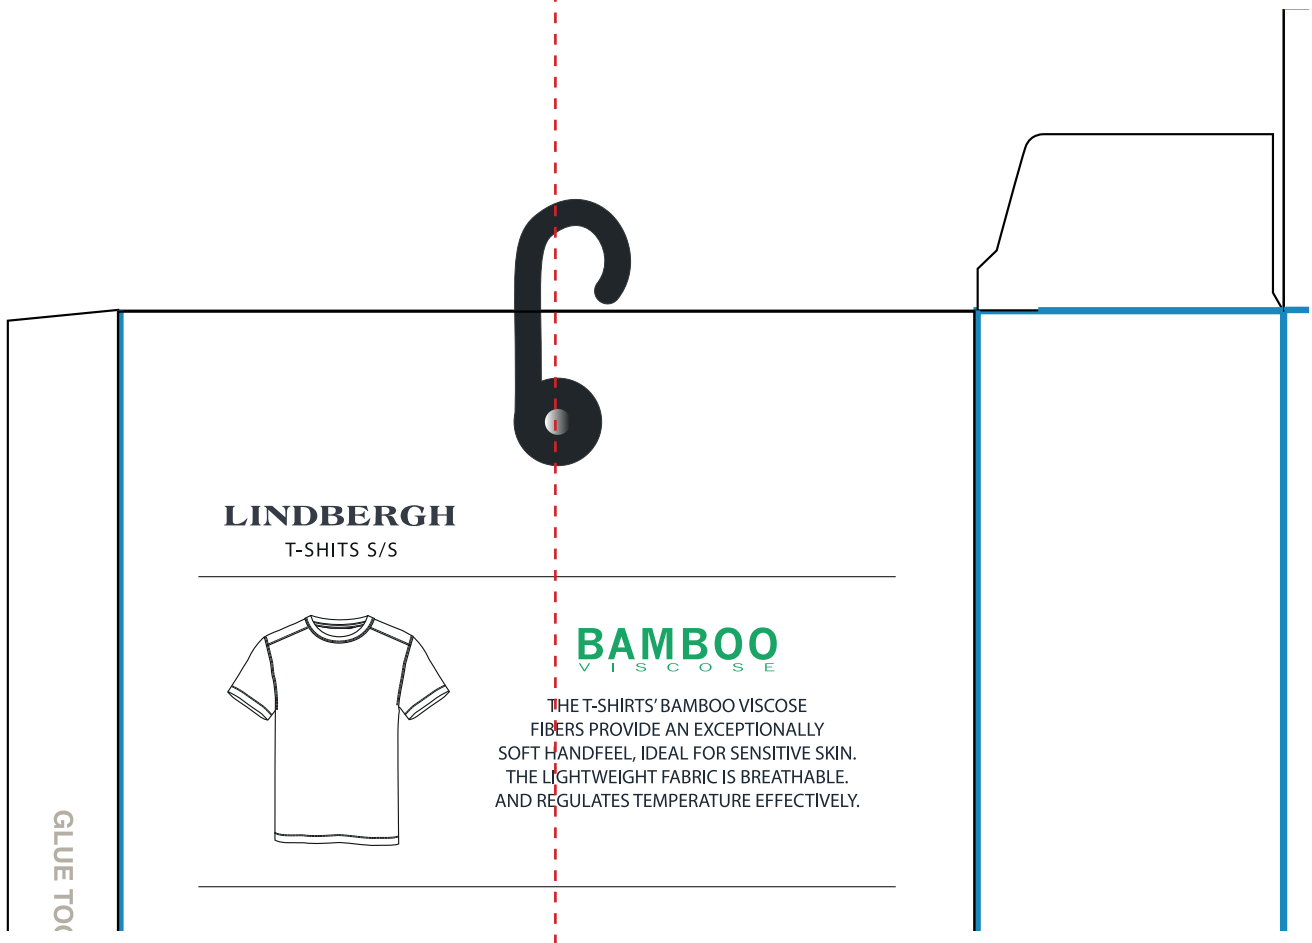 LINDBERGH
T-SHITS S/S
BAMBOO
VISCOSE
THE T-SHIRTS' BAMBOO VISCOSE
FIBERS PROVIDE AN EXCEPTIONALLY
SOFT HANDFEEL, IDEAL FOR SENSITIVE SKIN.
THE LIGHTWEIGHT FABRIC IS BREATHABLE.
AND REGULATES TEMPERATURE EFFECTIVELY.
GLUE